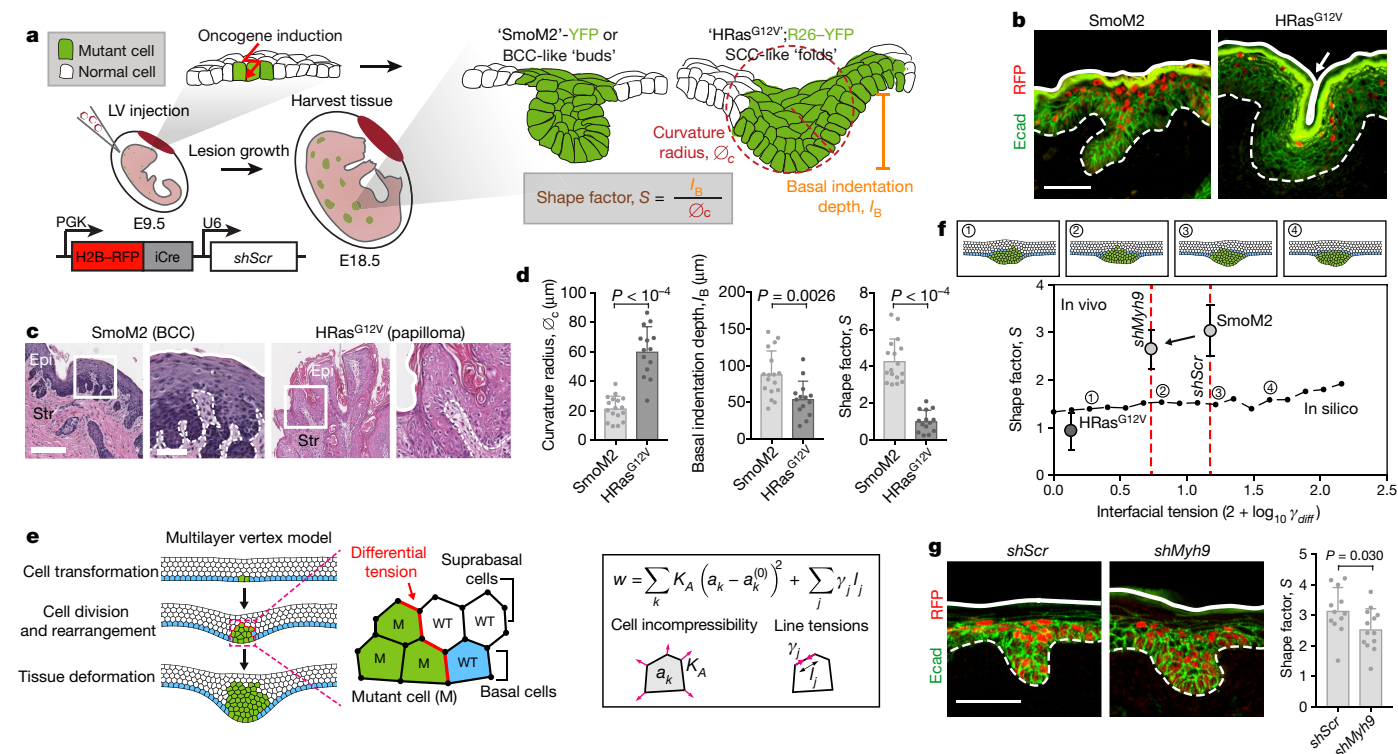 a
Mutant cell
Normal cell
Oncogene induction
LV injection
Lesion growth
Harvest tissue
E9.5
E18.5
PGK
U6
H2B–RFP
iCre
shScr
'SmoM2'-YFP or
BCC-like 'buds'
'HRasG12V';R26–YFP
SCC-like 'folds'
Curvature
radius, ∅c
Basal indentation
depth, IB
Shape factor, S = IB / ∅c
b
SmoM2
HRasG12V
Ecad RFP
c
SmoM2 (BCC)
HRasG12V (papilloma)
Epi
Str
Epi
Str
d
Curvature radius, ∅c (μm)
P < 10−4
100
80
60
40
20
0
SmoM2
HRasG12V
Basal indentation depth, IB (μm)
P = 0.0026
200
150
100
50
0
SmoM2
HRasG12V
Shape factor, S
P < 10−4
8
6
4
2
0
SmoM2
HRasG12V
e
Multilayer vertex model
Cell transformation
Cell division
and rearrangement
Tissue deformation
Differential
tension
Suprabasal
cells
M
WT
WT
M
M
WT
Mutant cell (M)
Basal cells
w = ∑k KA (ak − ak(0))2 + ∑j γj lj
Cell incompressibility
Line tensions
ak
KA
γj
lj
f
1
2
3
4
In vivo
shMyh9
shScr
SmoM2
HRasG12V
1
2
3
4
In silico
Shape factor, S
4
3
2
1
0
0.0
0.5
1.0
1.5
2.0
2.5
Interfacial tension (2 + log10 γdiff)
g
shScr
shMyh9
Ecad RFP
Shape factor, S
P = 0.030
5
4
3
2
1
0
shScr
shMyh9